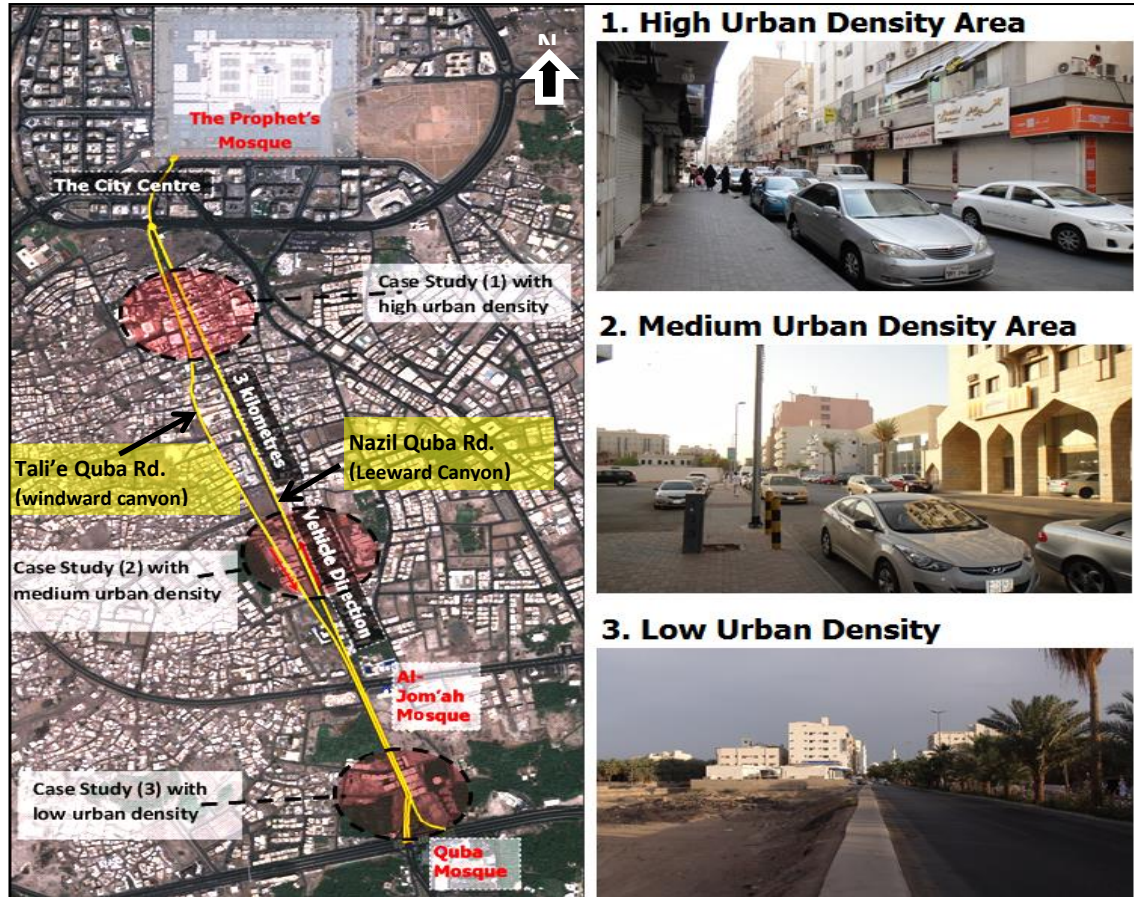 N
The Prophet's
Mosque
The City Centre
Case Study (1) with
high urban density
3 kilometres
Vehicle Direction
Tali'e Quba Rd.
(windward canyon)
Nazil Quba Rd.
(Leeward Canyon)
Case Study (2) with
medium urban density
Al-
Jom'ah
Mosque
Case Study (3) with
low urban density
Quba
Mosque
1. High Urban Density Area
2. Medium Urban Density Area
3. Low Urban Density